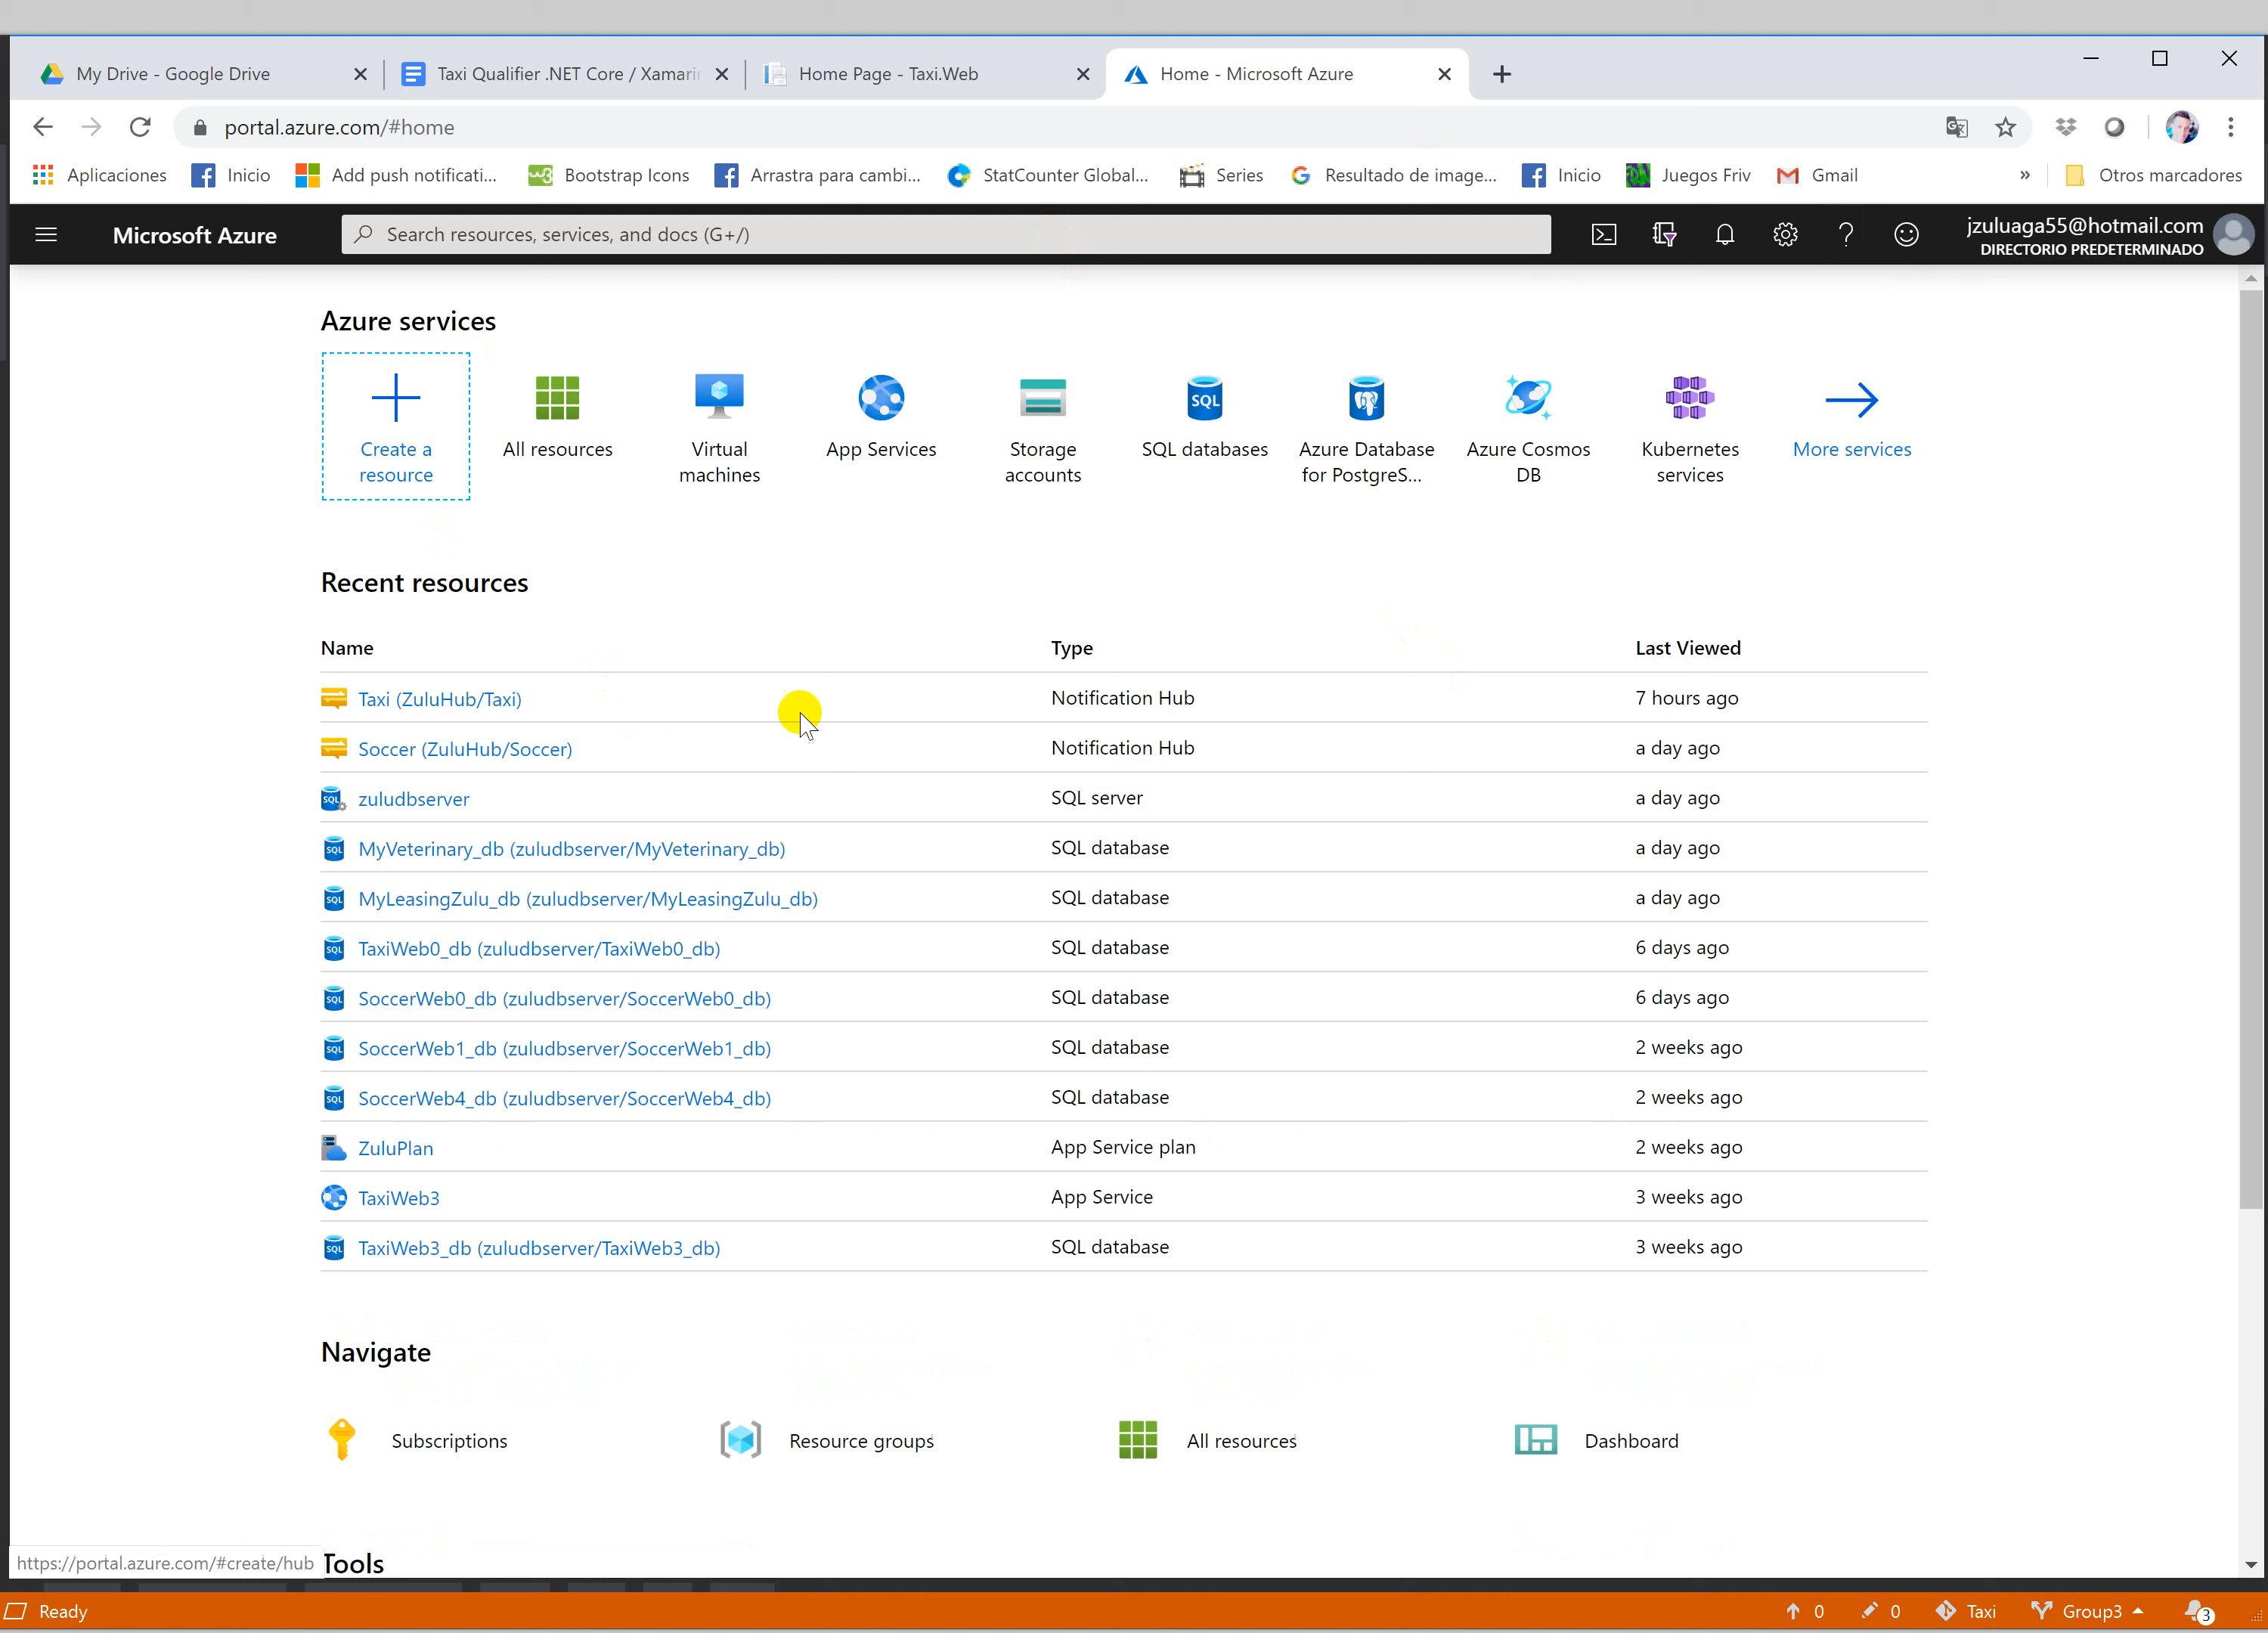 My Drive - Google Drive
Taxi Qualifier .NET Core / Xamarin
Home Page - Taxi.Web
Home - Microsoft Azure
portal.azure.com/#home
Aplicaciones
Inicio
Add push notificati...
Bootstrap Icons
Arrastra para cambi...
StatCounter Global...
Series
Resultado de image...
Inicio
Juegos Friv
Gmail
»
Otros marcadores
Microsoft Azure
Search resources, services, and docs (G+/)
jzuluaga55@hotmail.com
DIRECTORIO PREDETERMINADO
Azure services
Create a
resource
All resources
Virtual
machines
App Services
Storage
accounts
SQL
SQL databases
Azure Database
for PostgreS...
Azure Cosmos
DB
Kubernetes
services
More services
Recent resources
Name Type Last Viewed
Taxi (ZuluHub/Taxi) Notification Hub 7 hours ago
Soccer (ZuluHub/Soccer) Notification Hub a day ago
zuludbserver SQL server a day ago
MyVeterinary_db (zuludbserver/MyVeterinary_db) SQL database a day ago
MyLeasingZulu_db (zuludbserver/MyLeasingZulu_db) SQL database a day ago
TaxiWeb0_db (zuludbserver/TaxiWeb0_db) SQL database 6 days ago
SoccerWeb0_db (zuludbserver/SoccerWeb0_db) SQL database 6 days ago
SoccerWeb1_db (zuludbserver/SoccerWeb1_db) SQL database 2 weeks ago
SoccerWeb4_db (zuludbserver/SoccerWeb4_db) SQL database 2 weeks ago
ZuluPlan App Service plan 2 weeks ago
TaxiWeb3 App Service 3 weeks ago
TaxiWeb3_db (zuludbserver/TaxiWeb3_db) SQL database 3 weeks ago
Navigate
Subscriptions
Resource groups
All resources
Dashboard
https://portal.azure.com/#create/hub
Tools
Ready
0
0
Taxi
Group3
3